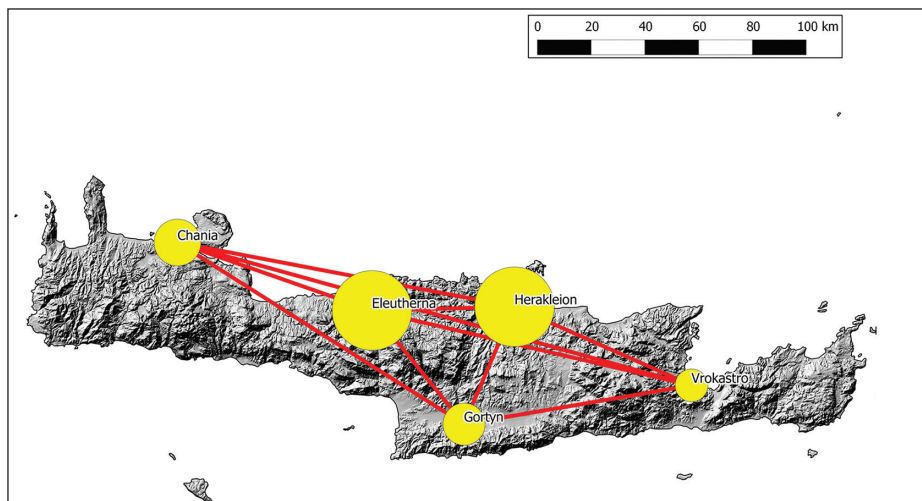 0 20 40 60 80 100 km
Chania
Eleutherna
Herakleion
Vrokastro
Gortyn